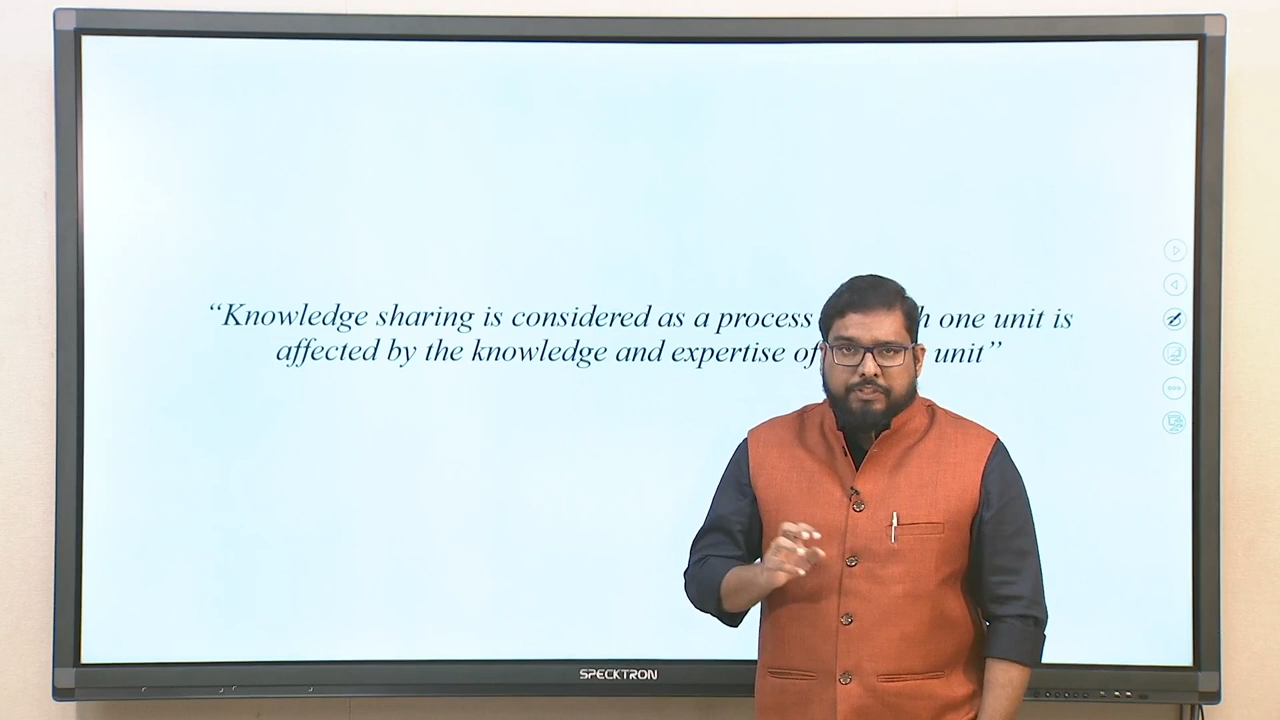 “Knowledge sharing is considered as a process one unit is
affected by the knowledge and expertise of unit”
SPECKTRON